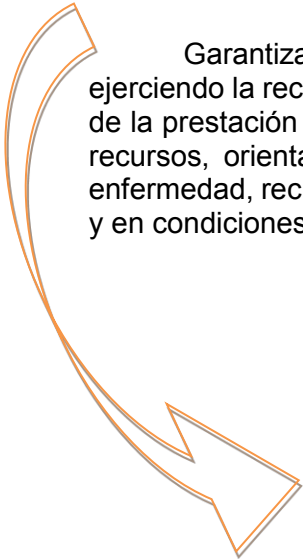 Garantiza
ejerciendo la rec
de la prestación
recursos, orienta
enfermedad, rec
y en condiciones